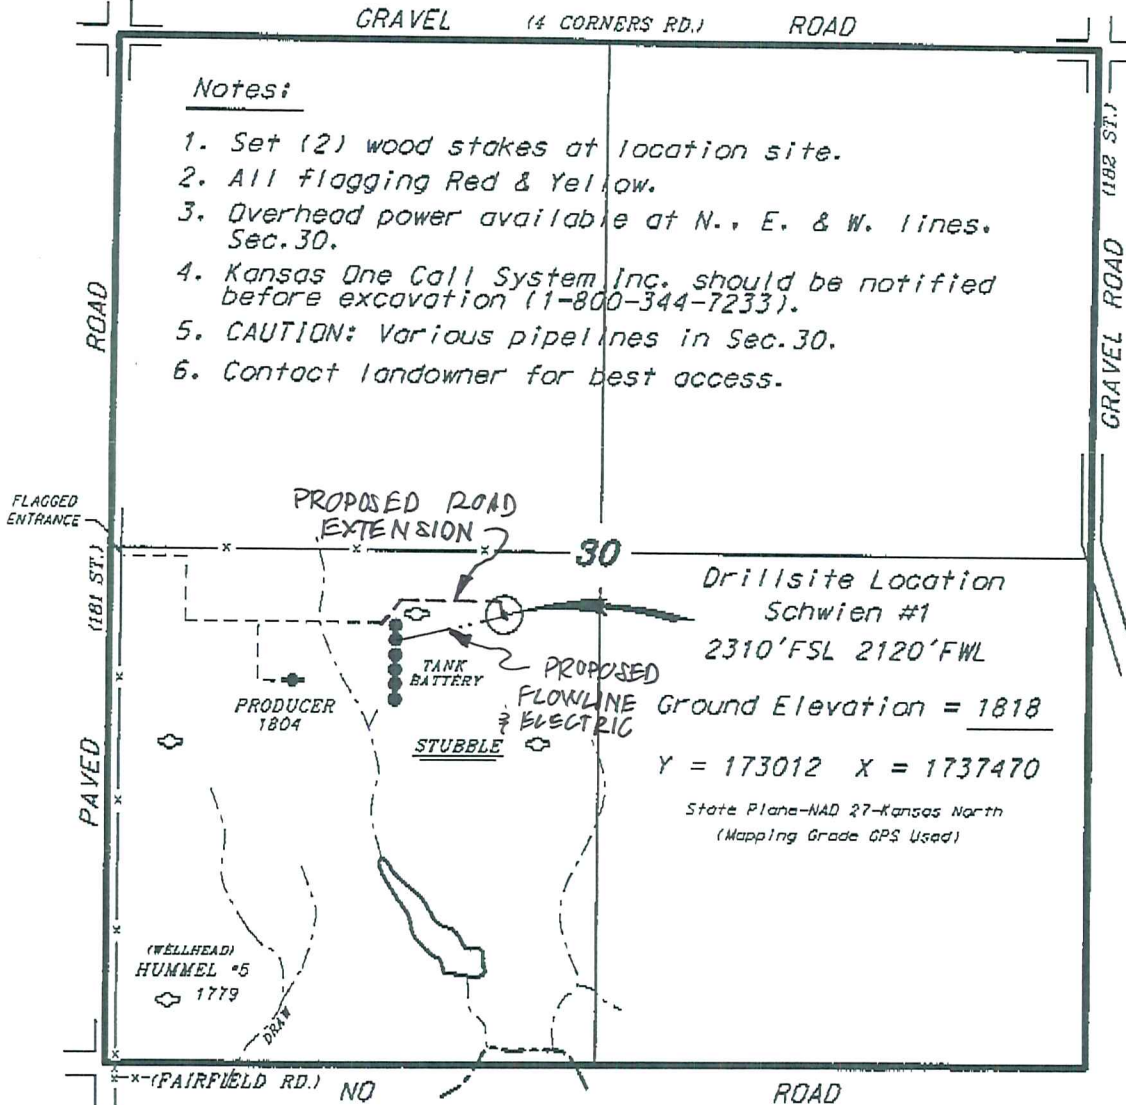 GRAVEL (4 CORNERS RD.) ROAD
Notes:
1. Set (2) wood stakes at location site.
2. All flagging Red & Yellow.
3. Overhead power available at N., E. & W. lines.
Sec.30.
4. Kansas One Call System Inc. should be notified
before excavation (1-800-344-7233).
5. CAUTION: Various pipelines in Sec.30.
6. Contact landowner for best access.
(182 ST.)
GRAVEL ROAD
ROAD
(181 ST.)
PAVED
FLAGGED
ENTRANCE
PROPOSED ROAD
EXTENSION
30
Drillsite Location
Schwien #1
2310'FSL 2120'FWL
Ground Elevation = 1818
Y = 173012 X = 1737470
State Plane-NAD 27-Kansas North
(Mapping Grade GPS Used)
TANK
BATTERY
PROPOSED
FLOWLINE
& ELECTRIC
PRODUCER
1804
STUBBLE
(WELLHEAD)
HUMMEL #5
1779
DRAW
(FAIRFIELD RD.) NO ROAD